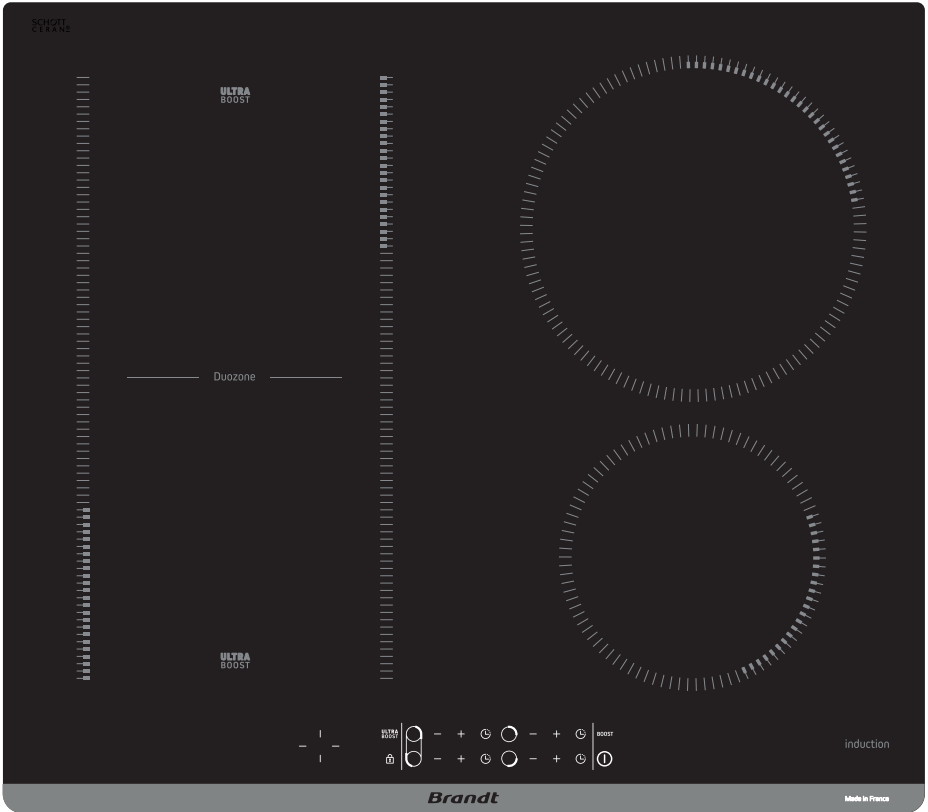 SCHOTT
CERAN®
ULTRA
BOOST
Duozone
ULTRA
BOOST
ULTRA
BOOST
BOOST
induction
Brandt
Made in France